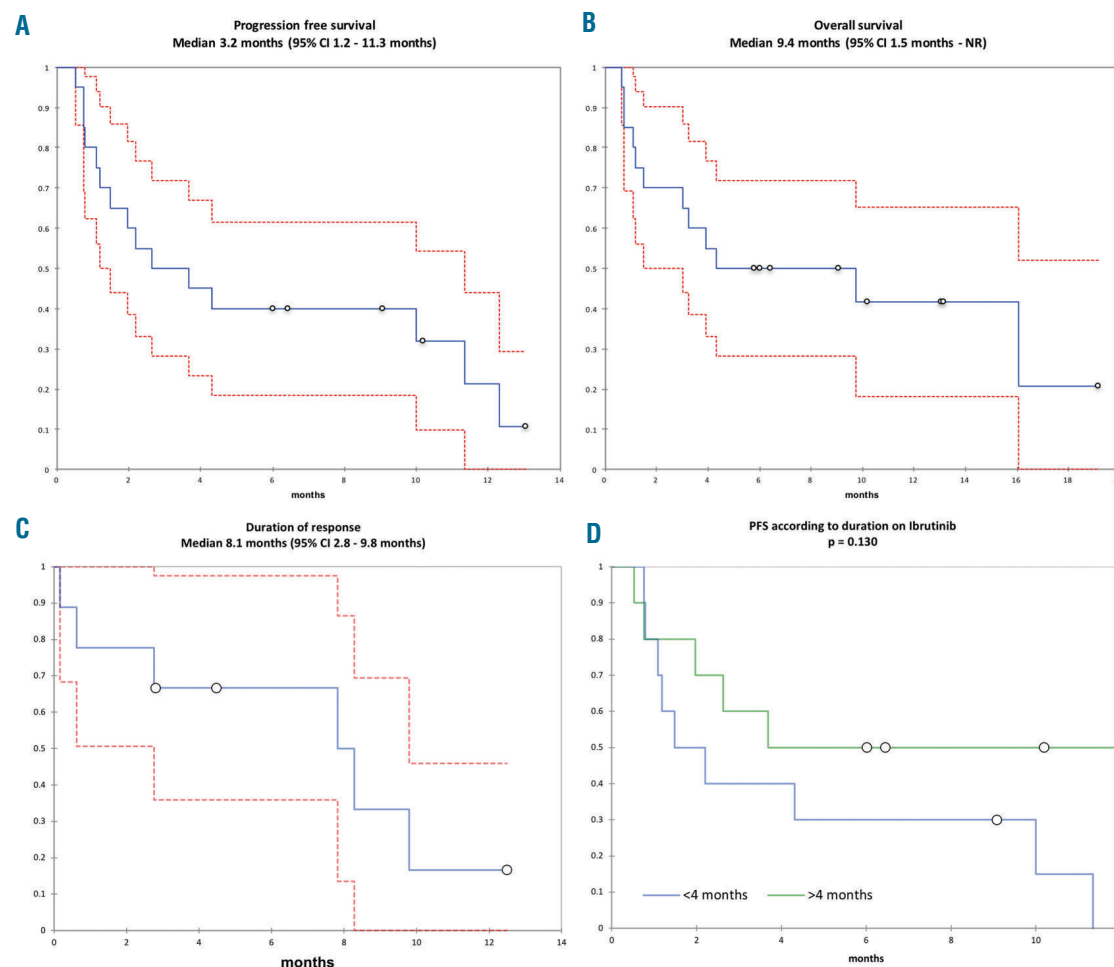 A
Progression free survival
Median 3.2 months (95% CI 1.2 - 11.3 months)
1
0.9
0.8
0.7
0.6
0.5
0.4
0.3
0.2
0.1
0
0 2 4 6 8 10 12 14
months
B
Overall survival
Median 9.4 months (95% CI 1.5 months - NR)
1
0.9
0.8
0.7
0.6
0.5
0.4
0.3
0.2
0.1
0
0 2 4 6 8 10 12 14 16 18
months
C
Duration of response
Median 8.1 months (95% CI 2.8 - 9.8 months)
1
0.9
0.8
0.7
0.6
0.5
0.4
0.3
0.2
0.1
0
0 2 4 6 8 10 12 14
months
D
PFS according to duration on Ibrutinib
p = 0.130
1
0.9
0.8
0.7
0.6
0.5
0.4
0.3
0.2
0.1
0
<4 months >4 months
0 2 4 6 8 10
months